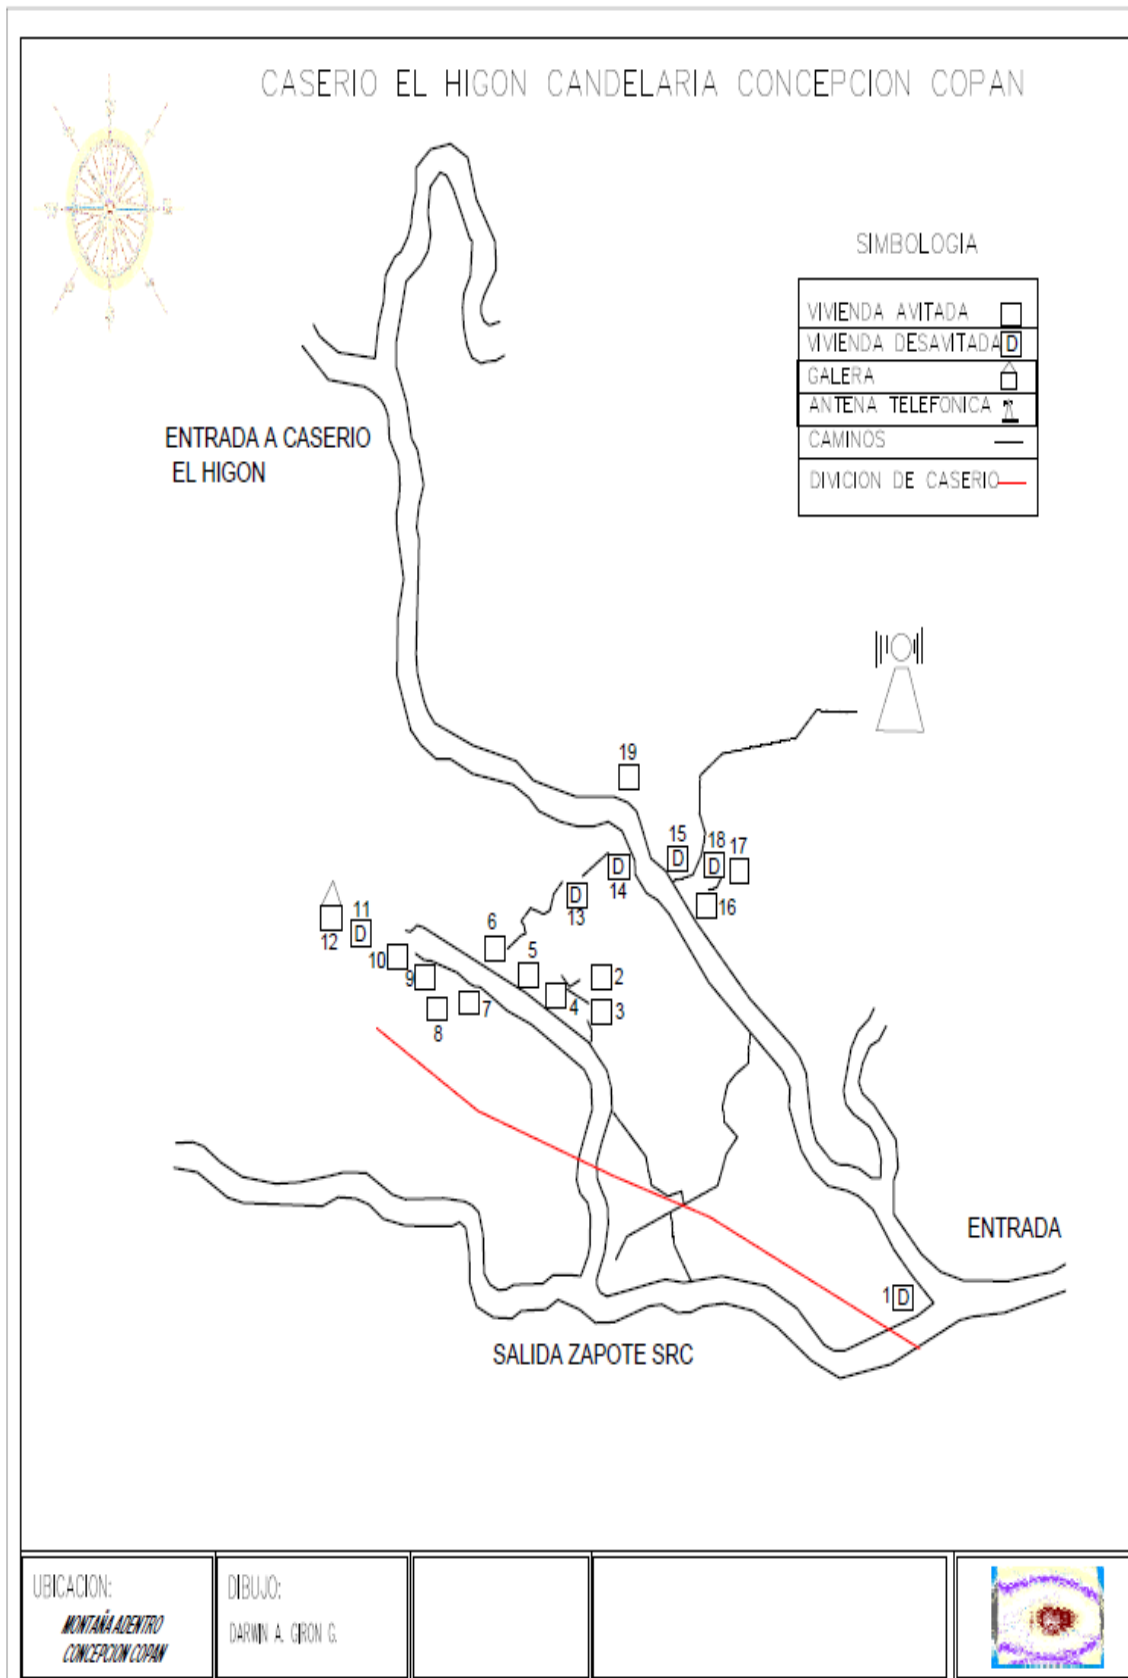 CASERIO EL HIGON CANDELARIA CONCEPCION COPAN
SIMBOLOGIA
VIVIENDA AVITADA
VIVIENDA DESAVITADA D
GALERA
ANTENA TELEFONICA
CAMINOS
DIVICION DE CASERIO
ENTRADA A CASERIO
EL HIGON
19
15
D
18
D
17
16
D
14
D
13
12
11
D
10
9
8
7
6
5
4
2
3
ENTRADA
1 D
SALIDA ZAPOTE SRC
UBICACION:
MONTAÑA ADENTRO
CONCEPCION COPAN
DIBUJO:
DARWIN A. GIRON G.